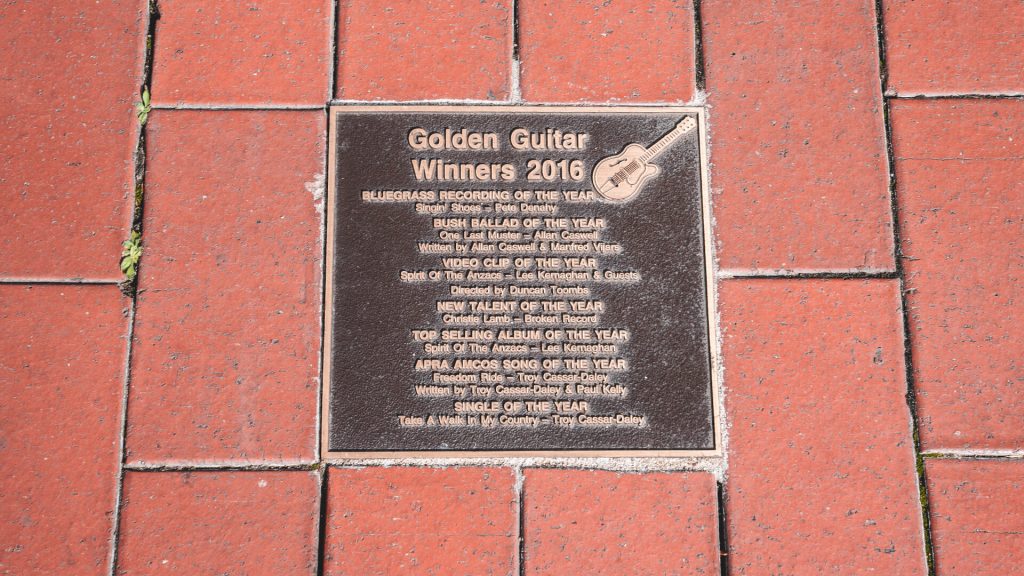 Golden Guitar
Winners 2016
BLUEGRASS RECORDING OF THE YEAR
Singin' Shoes – Pete Denahy
BUSH BALLAD OF THE YEAR
One Last Muster – Allan Caswell
Written by Allan Caswell & Manfred Vijars
VIDEO CLIP OF THE YEAR
Spirit Of The Anzacs – Lee Kernaghan & Guests
Directed by Duncan Toombs
NEW TALENT OF THE YEAR
Christie Lamb – Broken Record
TOP SELLING ALBUM OF THE YEAR
Spirit Of The Anzacs – Lee Kernaghan
APRA AMCOS SONG OF THE YEAR
Freedom Ride – Troy Cassar-Daley
Written by Troy Cassar-Daley & Paul Kelly
SINGLE OF THE YEAR
Take A Walk In My Country – Troy Cassar-Daley